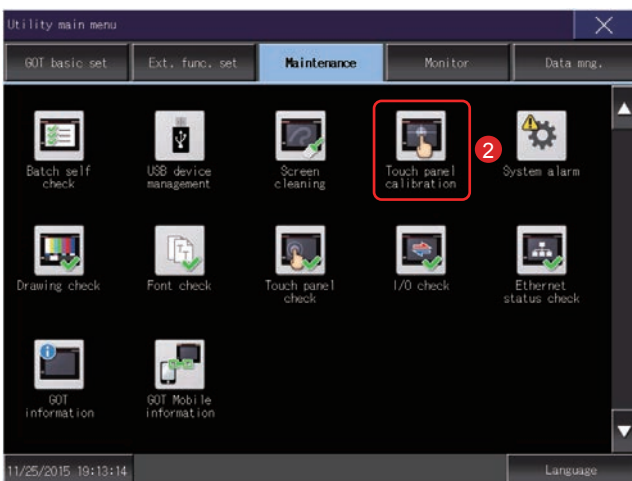 Utility main menu
GOT basic set Ext. func. set Maintenance Monitor Data mng.
Batch self check
USB device management
Screen cleaning
Touch panel calibration
2
System alarm
Drawing check
Font check
Touch panel check
I/O check
Ethernet status check
GOT information
GOT Mobile information
11/25/2015 19:13:14 Language